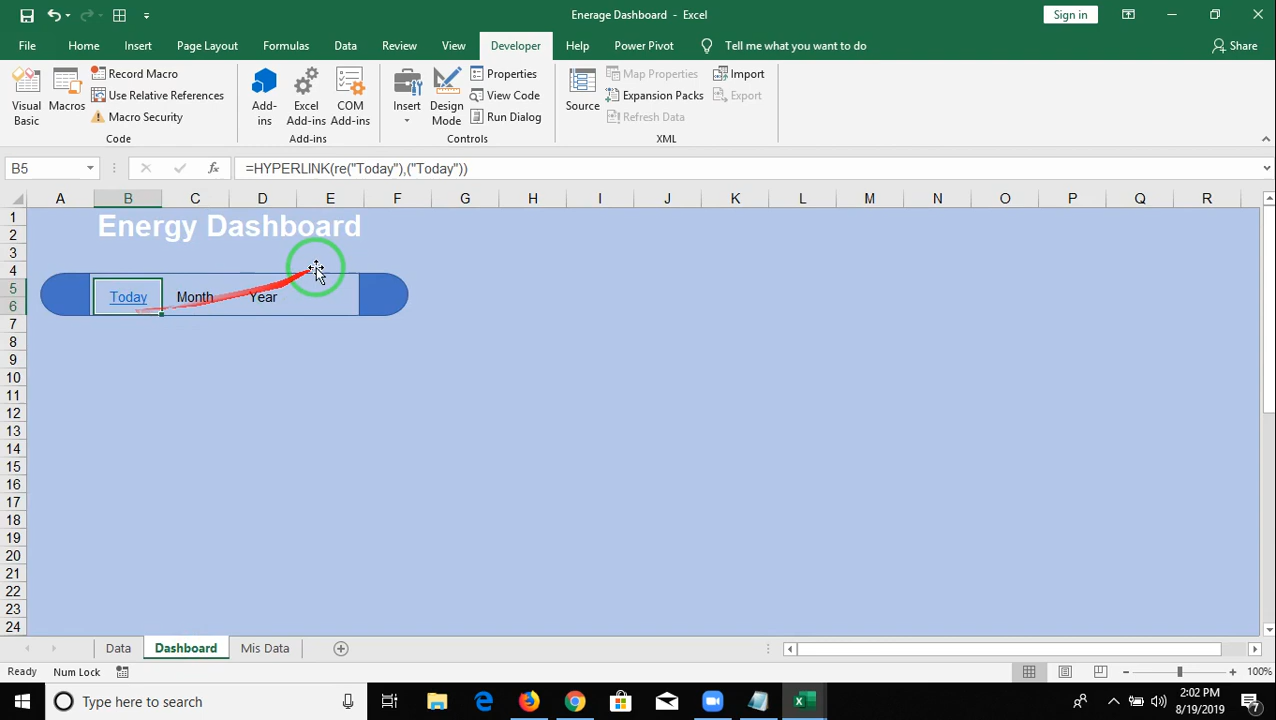 Enerage Dashboard - Excel
Sign in
File Home Insert Page Layout Formulas Data Review View Developer Help Power Pivot Tell me what you want to do Share
Visual Basic
Macros
Record Macro
Use Relative References
Macro Security
Code
Add-ins
Excel Add-ins
COM Add-ins
Add-ins
Insert
Design Mode
Properties
View Code
Run Dialog
Controls
Source
Map Properties
Expansion Packs
Refresh Data
Import
Export
XML
B5 fx =HYPERLINK(re("Today"),("Today"))
A B C D E F G H I J K L M N O P Q R
1
2
3
4
5
6
7
8
9
10
11
12
13
14
15
16
17
18
19
20
21
22
23
24
Energy Dashboard
Today Month Year
Data Dashboard Mis Data
Ready Num Lock 100%
Type here to search
2:02 PM
8/19/2019
7